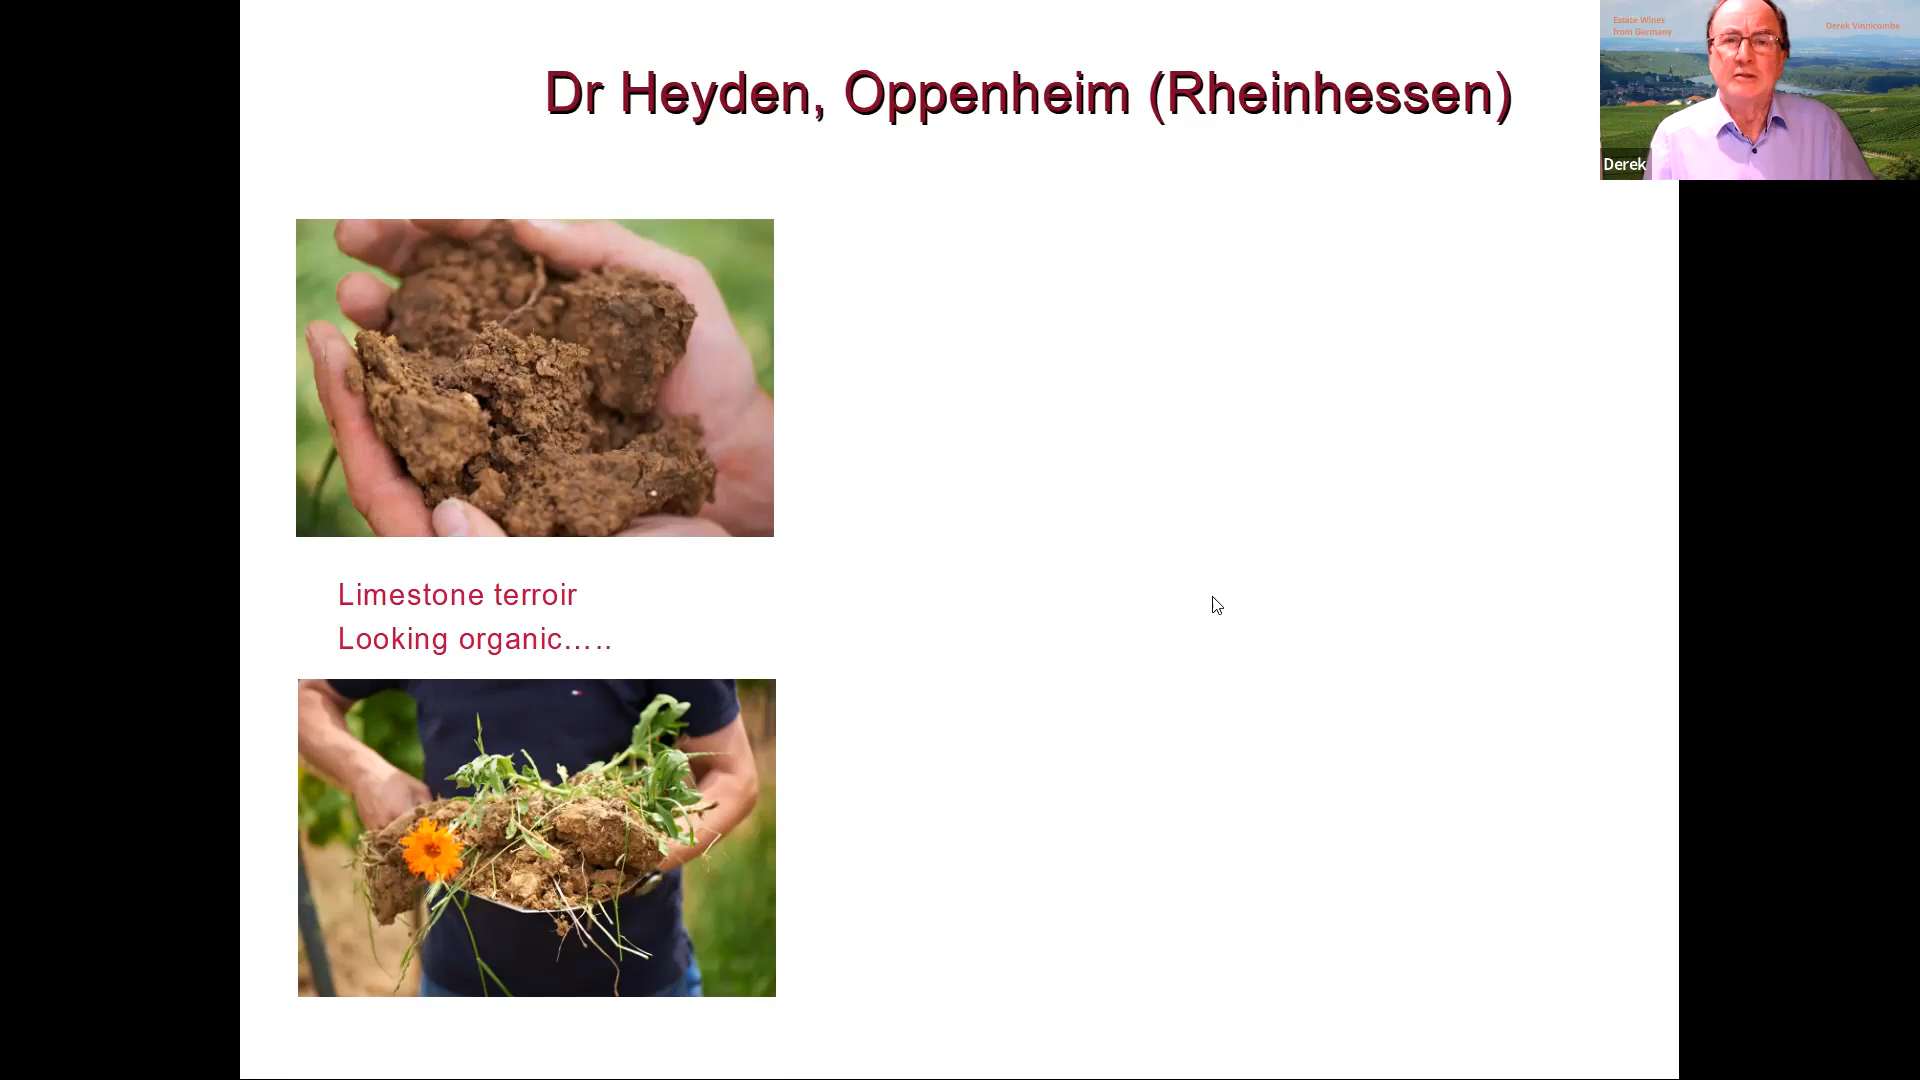 Dr Heyden, Oppenheim (Rheinhessen)
Estate Wines
from Germany
Derek Vinnicombe
Derek
Limestone terroir
Looking organic…..